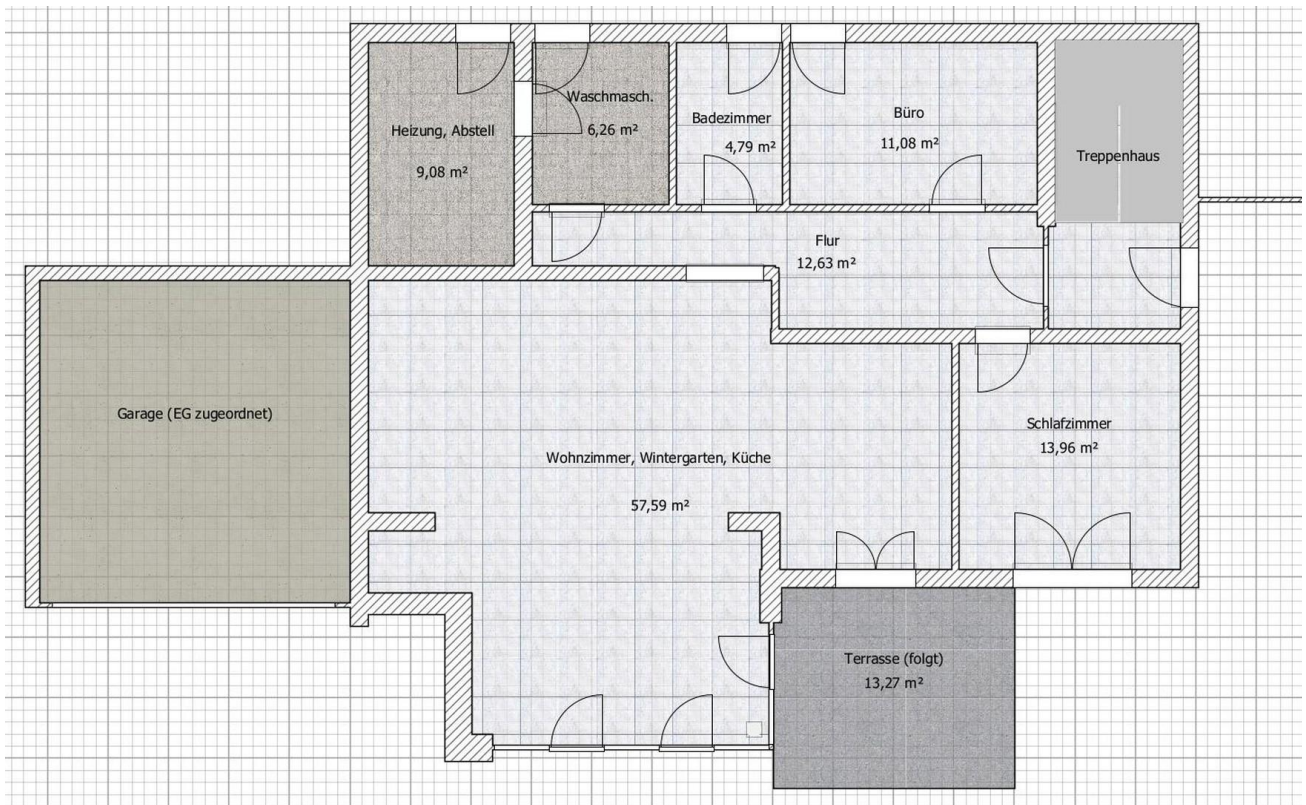 Heizung, Abstell
9,08 m²
Waschmasch.
6,26 m²
Badezimmer
4,79 m²
Büro
11,08 m²
Treppenhaus
Flur
12,63 m²
Garage (EG zugeordnet)
Wohnzimmer, Wintergarten, Küche
57,59 m²
Schlafzimmer
13,96 m²
Terrasse (folgt)
13,27 m²